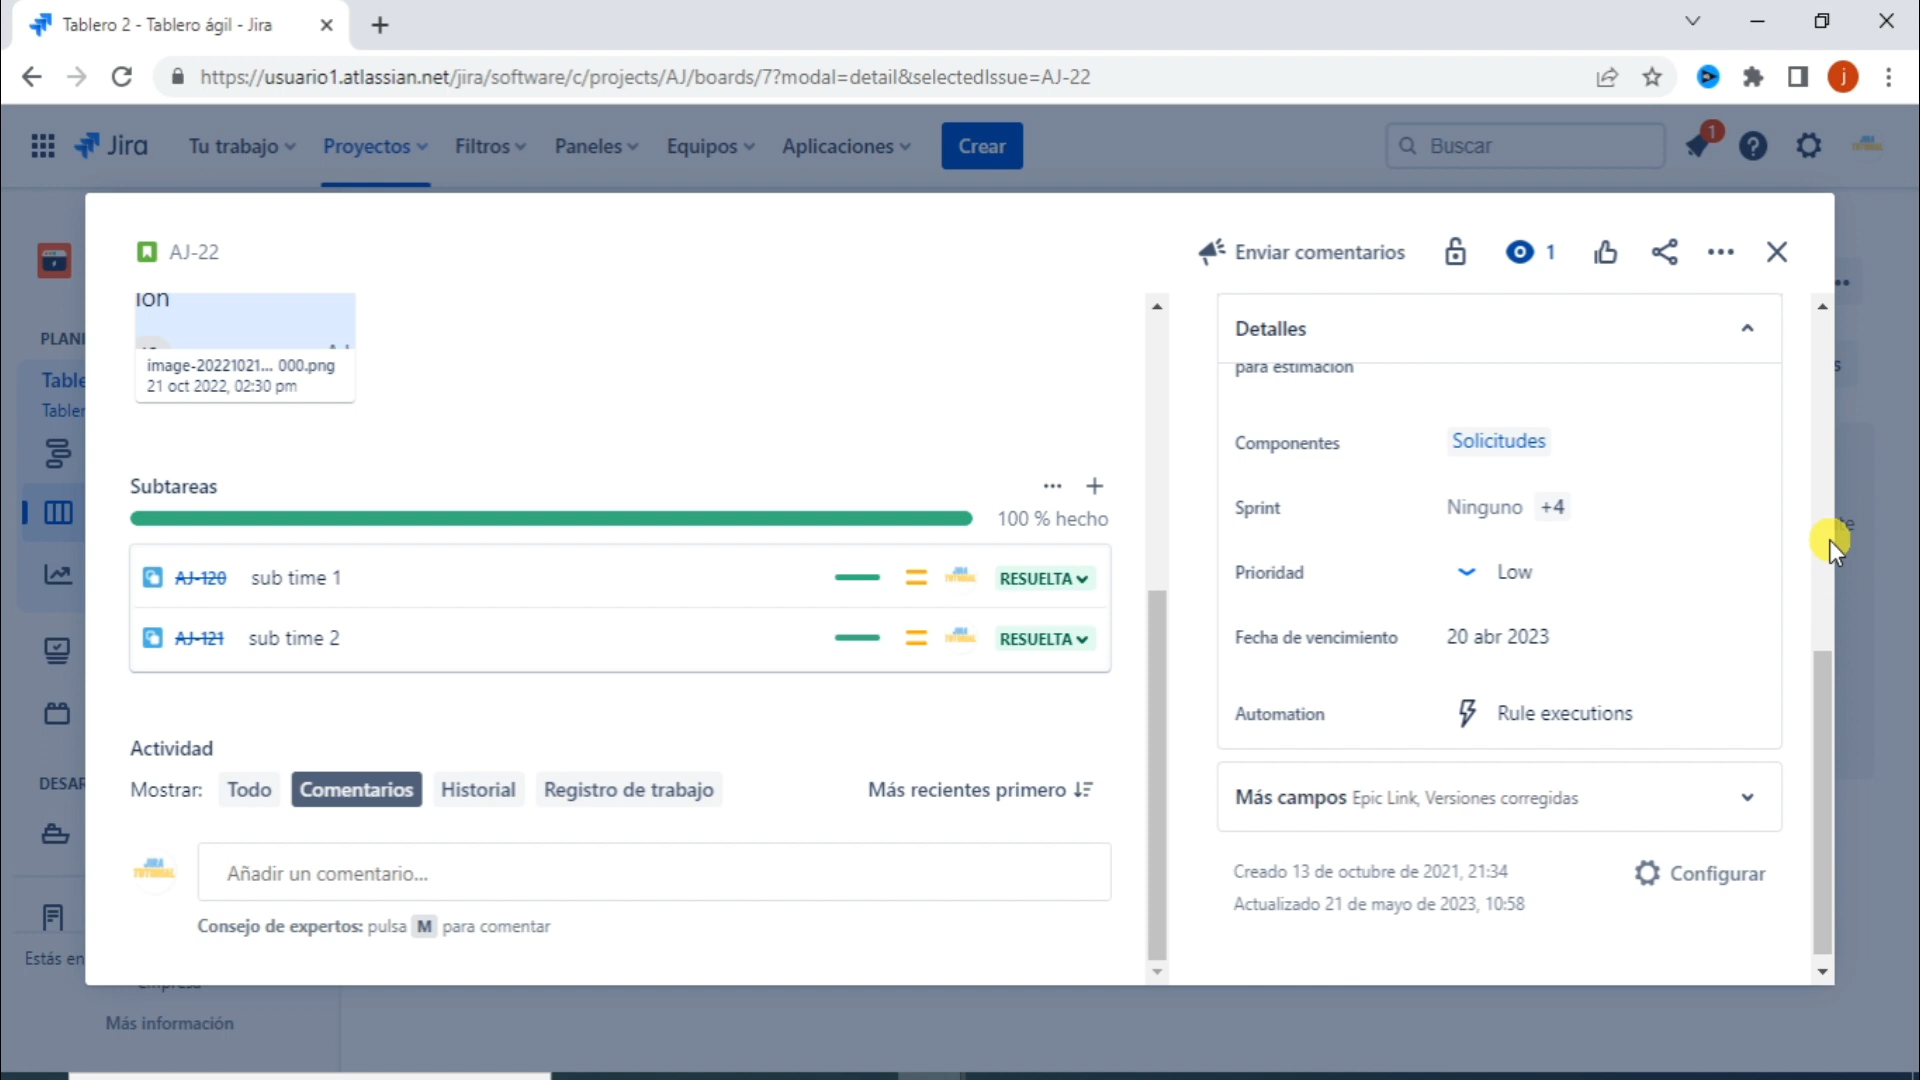 Tablero 2 - Tablero ágil - Jira
https://usuario1.atlassian.net/jira/software/c/projects/AJ/boards/7?modal=detail&selectedIssue=AJ-22
j
Jira
Tu trabajo
Proyectos
Filtros
Paneles
Equipos
Aplicaciones
Crear
Buscar
1
AJ-22
Enviar comentarios
1
image-20221021... 000.png
21 oct 2022, 02:30 pm
Subtareas
100 % hecho
AJ-120 sub time 1 RESUELTA
AJ-121 sub time 2 RESUELTA
Actividad
Mostrar: Todo Comentarios Historial Registro de trabajo Más recientes primero
JIRA TUTORIAL
Añadir un comentario...
Consejo de expertos: pulsa M para comentar
Detalles
para estimación
Componentes Solicitudes
Sprint Ninguno +4
Prioridad Low
Fecha de vencimiento 20 abr 2023
Automation Rule executions
Más campos Epic Link, Versiones corregidas
Creado 13 de octubre de 2021, 21:34
Actualizado 21 de mayo de 2023, 10:58
Configurar
PLANI
Table
Tabler
DESAR
Estás en
empresa
Más información